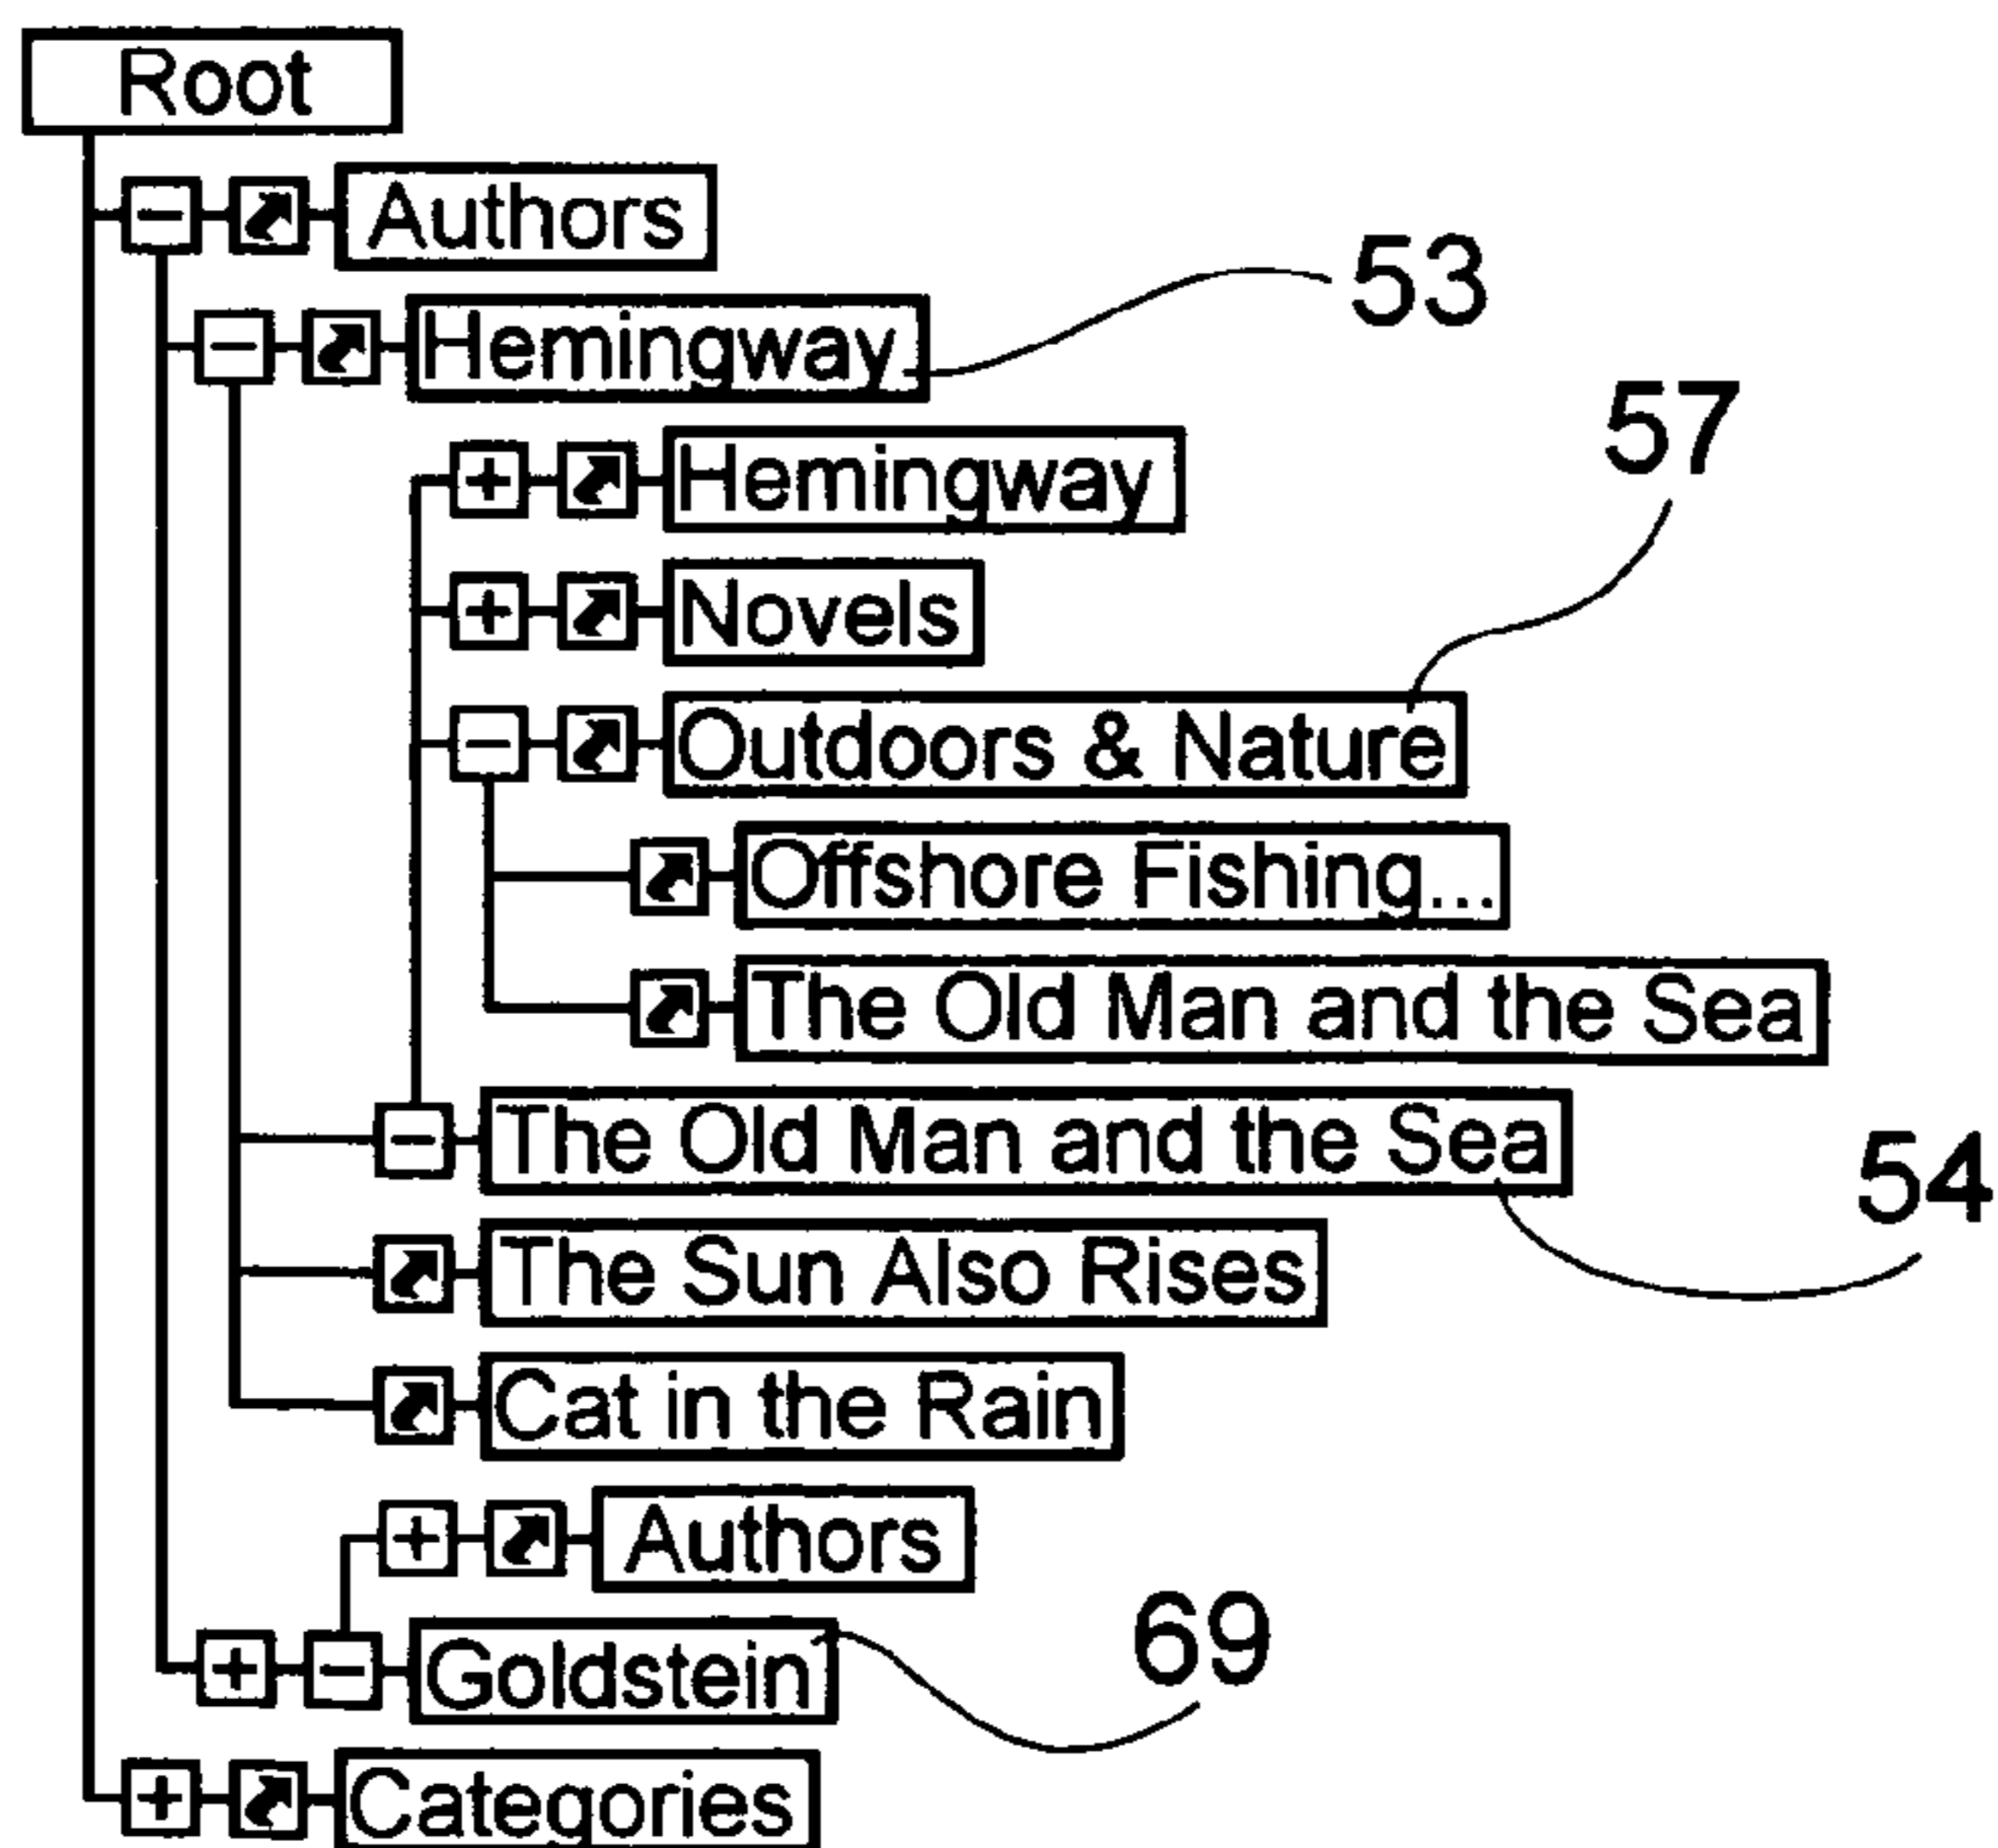 Root
Authors
53
Hemingway
57
Hemingway
Novels
Outdoors & Nature
Offshore Fishing...
The Old Man and the Sea
The Old Man and the Sea
54
The Sun Also Rises
Cat in the Rain
Authors
69
Goldstein
Categories